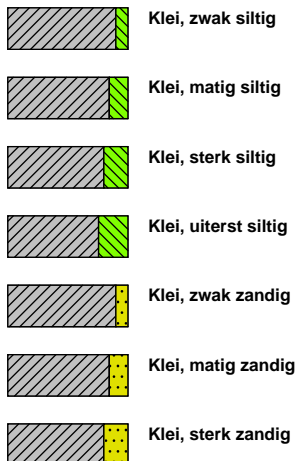 Klei, zwak siltig
Klei, matig siltig
Klei, sterk siltig
Klei, uiterst siltig
Klei, zwak zandig
Klei, matig zandig
Klei, sterk zandig